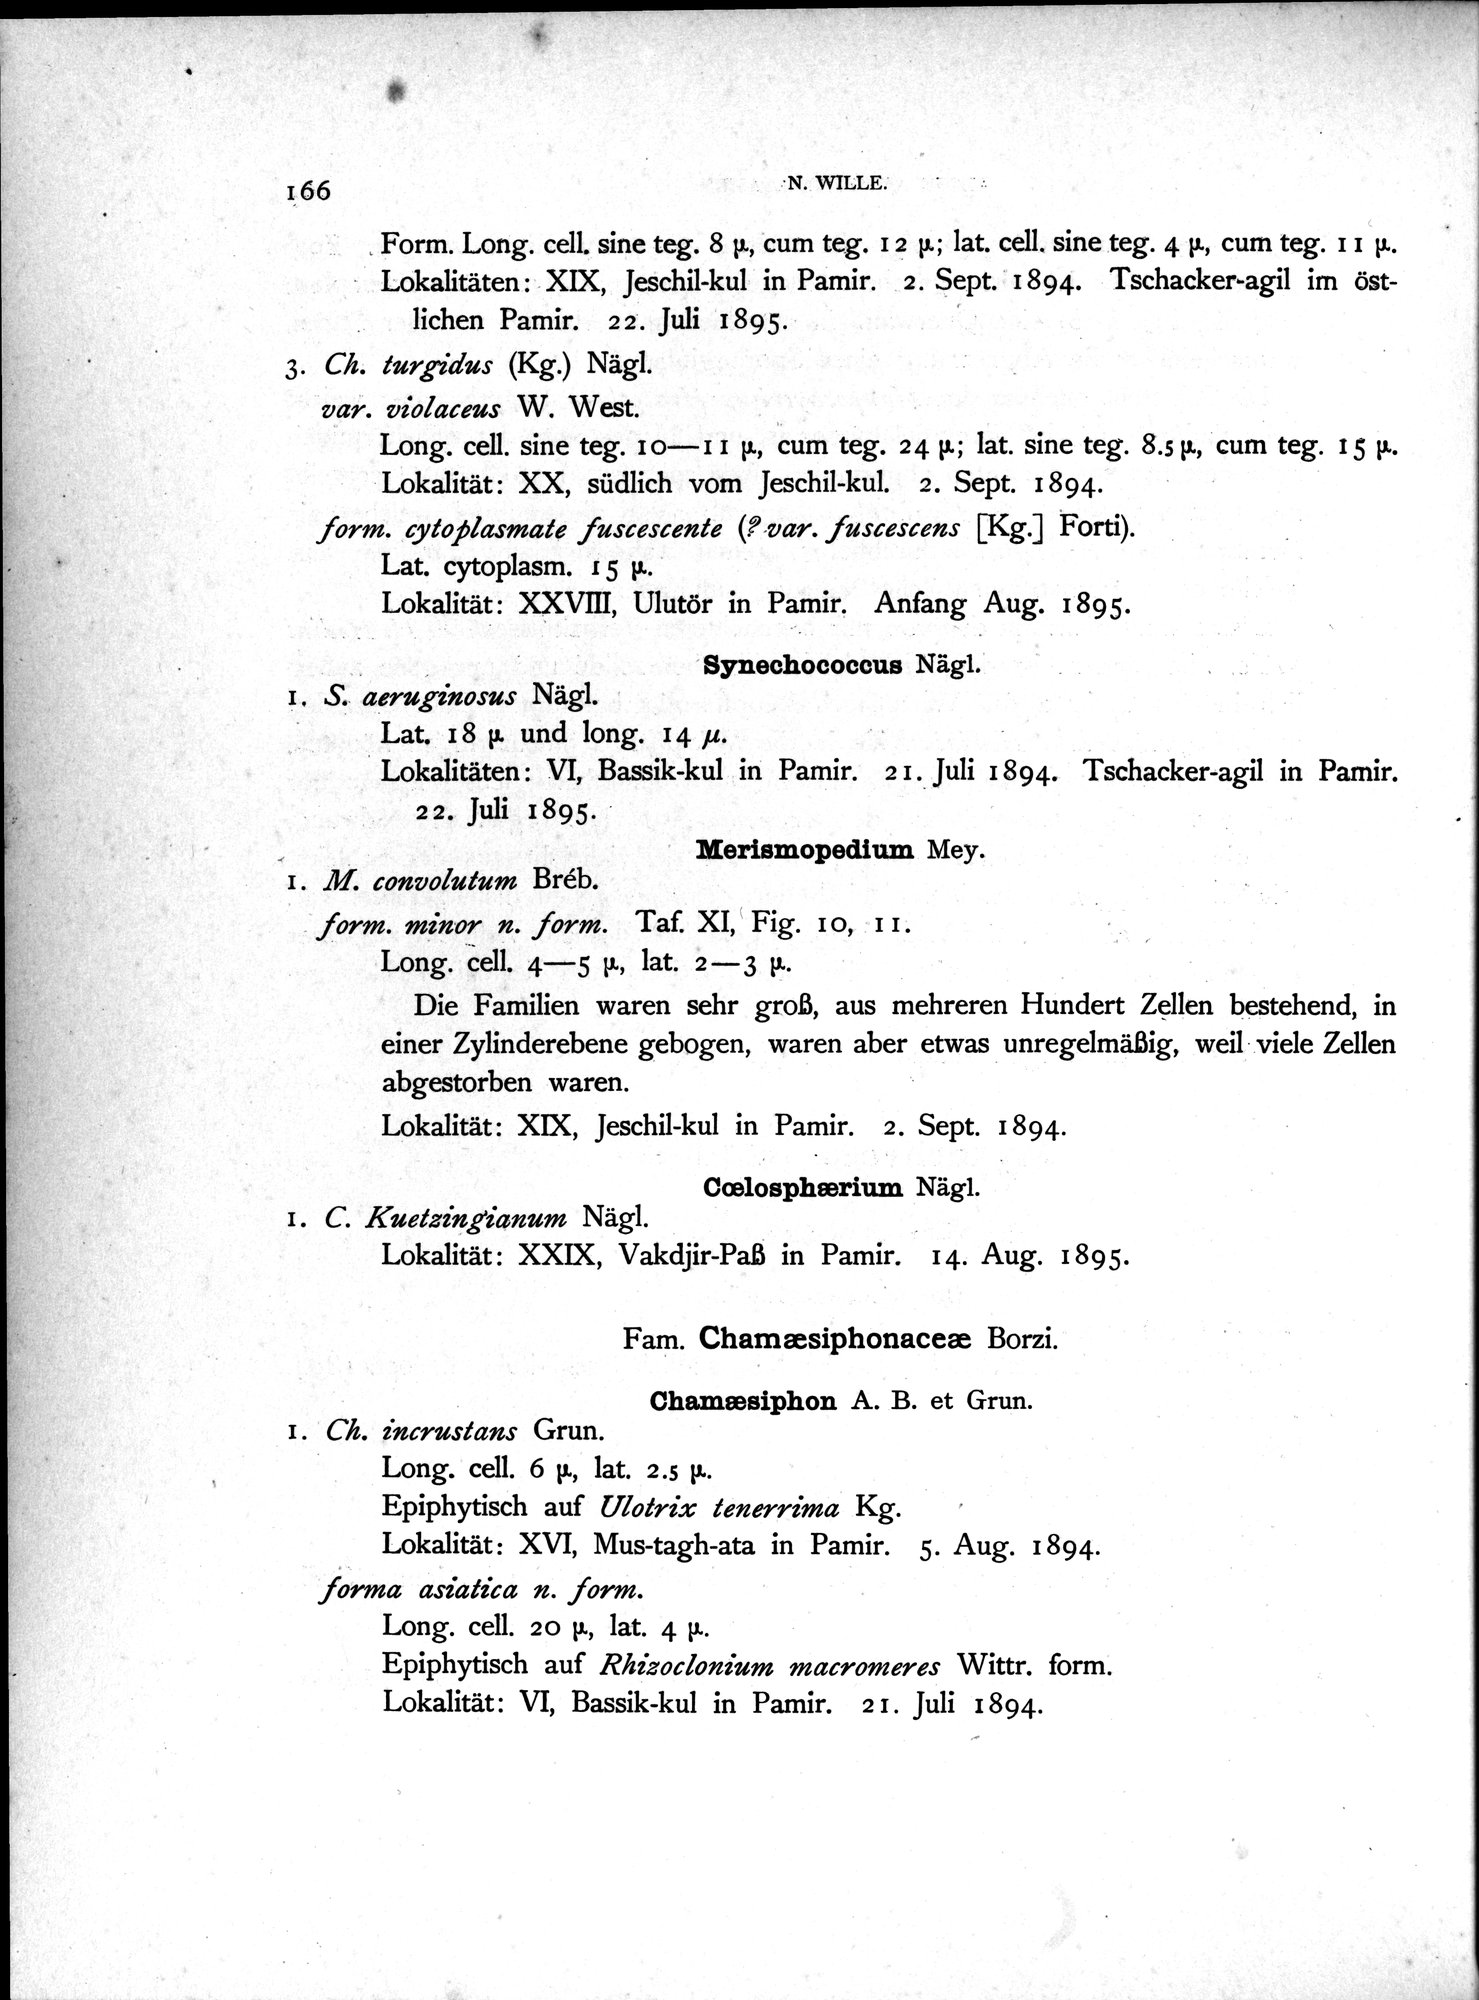 166
N. WILLE.
Form. Long. cell. sine teg. 8 µ, cum teg. 12 µ; lat. cell. sine teg. 4 µ, cum teg. 11 µ.
Lokalitäten: XIX, Jeschil-kul in Pamir. 2. Sept. 1894. Tschacker-agil im öst-
lichen Pamir. 22. Juli 1895.
3. Ch. turgidus (Kg.) Nägl.
var. violaceus W. West.
Long. cell. sine teg. 10—11 µ, cum teg. 24 µ; lat. sine teg. 8.5 µ, cum teg. 15 µ.
Lokalität: XX, südlich vom Jeschil-kul. 2. Sept. 1894.
form. cytoplasmate fuscescente (? var. fuscescens [Kg.] Forti).
Lat. cytoplasm. 15 µ.
Lokalität: XXVIII, Ulutör in Pamir. Anfang Aug. 1895.
Synechococcus Nägl.
1. S. aeruginosus Nägl.
Lat. 18 µ und long. 14 µ.
Lokalitäten: VI, Bassik-kul in Pamir. 21. Juli 1894. Tschacker-agil in Pamir.
22. Juli 1895.
Merismopedium Mey.
1. M. convolutum Bréb.
form. minor n. form. Taf. XI, Fig. 10, 11.
Long. cell. 4—5 µ, lat. 2—3 µ.
Die Familien waren sehr groß, aus mehreren Hundert Zellen bestehend, in
einer Zylinderebene gebogen, waren aber etwas unregelmäßig, weil viele Zellen
abgestorben waren.
Lokalität: XIX, Jeschil-kul in Pamir. 2. Sept. 1894.
Cœlosphærium Nägl.
1. C. Kuetzingianum Nägl.
Lokalität: XXIX, Vakdjir-Paß in Pamir. 14. Aug. 1895.
Fam. Chamæsiphonaceæ Borzi.
Chamæsiphon A. B. et Grun.
1. Ch. incrustans Grun.
Long. cell. 6 µ, lat. 2.5 µ.
Epiphytisch auf Ulotrix tenerrima Kg.
Lokalität: XVI, Mus-tagh-ata in Pamir. 5. Aug. 1894.
forma asiatica n. form.
Long. cell. 20 µ, lat. 4 µ.
Epiphytisch auf Rhizoclonium macromeres Wittr. form.
Lokalität: VI, Bassik-kul in Pamir. 21. Juli 1894.